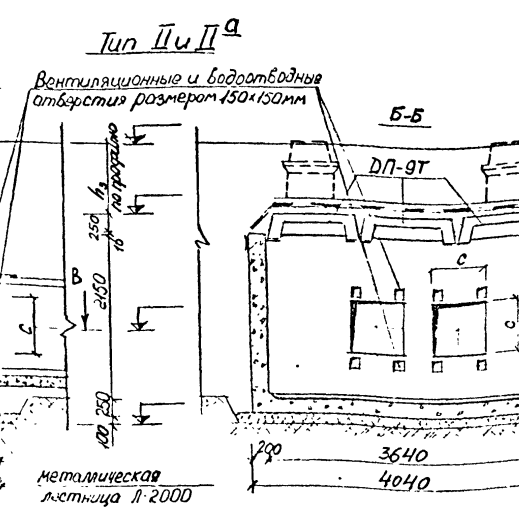 Тип II и II а
Вентиляционные и водоотводные
отверстия размером 150×150мм
Б-Б
ДП-9Т
по профилю
h₃
250
16
2150
В
с
с
с
250
100
200
3640
4040
металлическая
лестница Л-2000